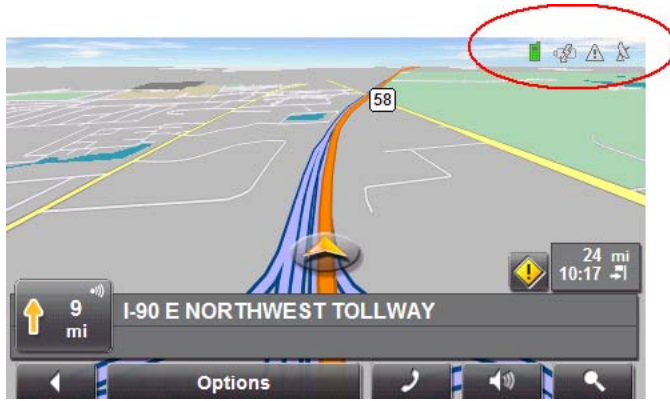 58
24 mi
10:17
9
mi
I-90 E NORTHWEST TOLLWAY
Options